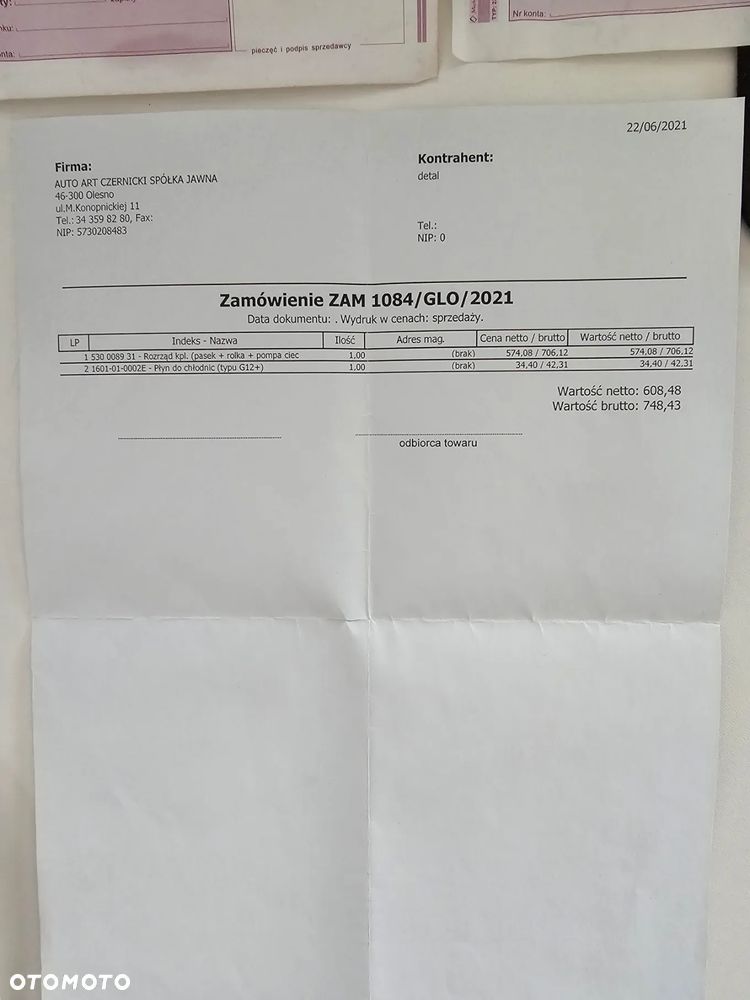 nta:
pieczęć i podpis sprzedawcy
Nr konta:
22/06/2021
Firma:
AUTO ART CZERNICKI SPÓŁKA JAWNA
46-300 Olesno
ul.M.Konopnickiej 11
Tel.: 34 359 82 80, Fax:
NIP: 5730208483
Kontrahent:
detal
Tel.:
NIP: 0
Zamówienie ZAM 1084/GLO/2021
Data dokumentu: . Wydruk w cenach: sprzedaży.
LP Indeks - Nazwa Ilość Adres mag. Cena netto / brutto Wartość netto / brutto
1 530 0089 31 - Rozrząd kpl. (pasek + rolka + pompa ciec 1,00 (brak) 574,08 / 706,12 574,08 / 706,12
2 1601-01-0002E - Płyn do chłodnic (typu G12+) 1,00 (brak) 34,40 / 42,31 34,40 / 42,31
Wartość netto: 608,48
Wartość brutto: 748,43
odbiorca towaru
OTOMOTO